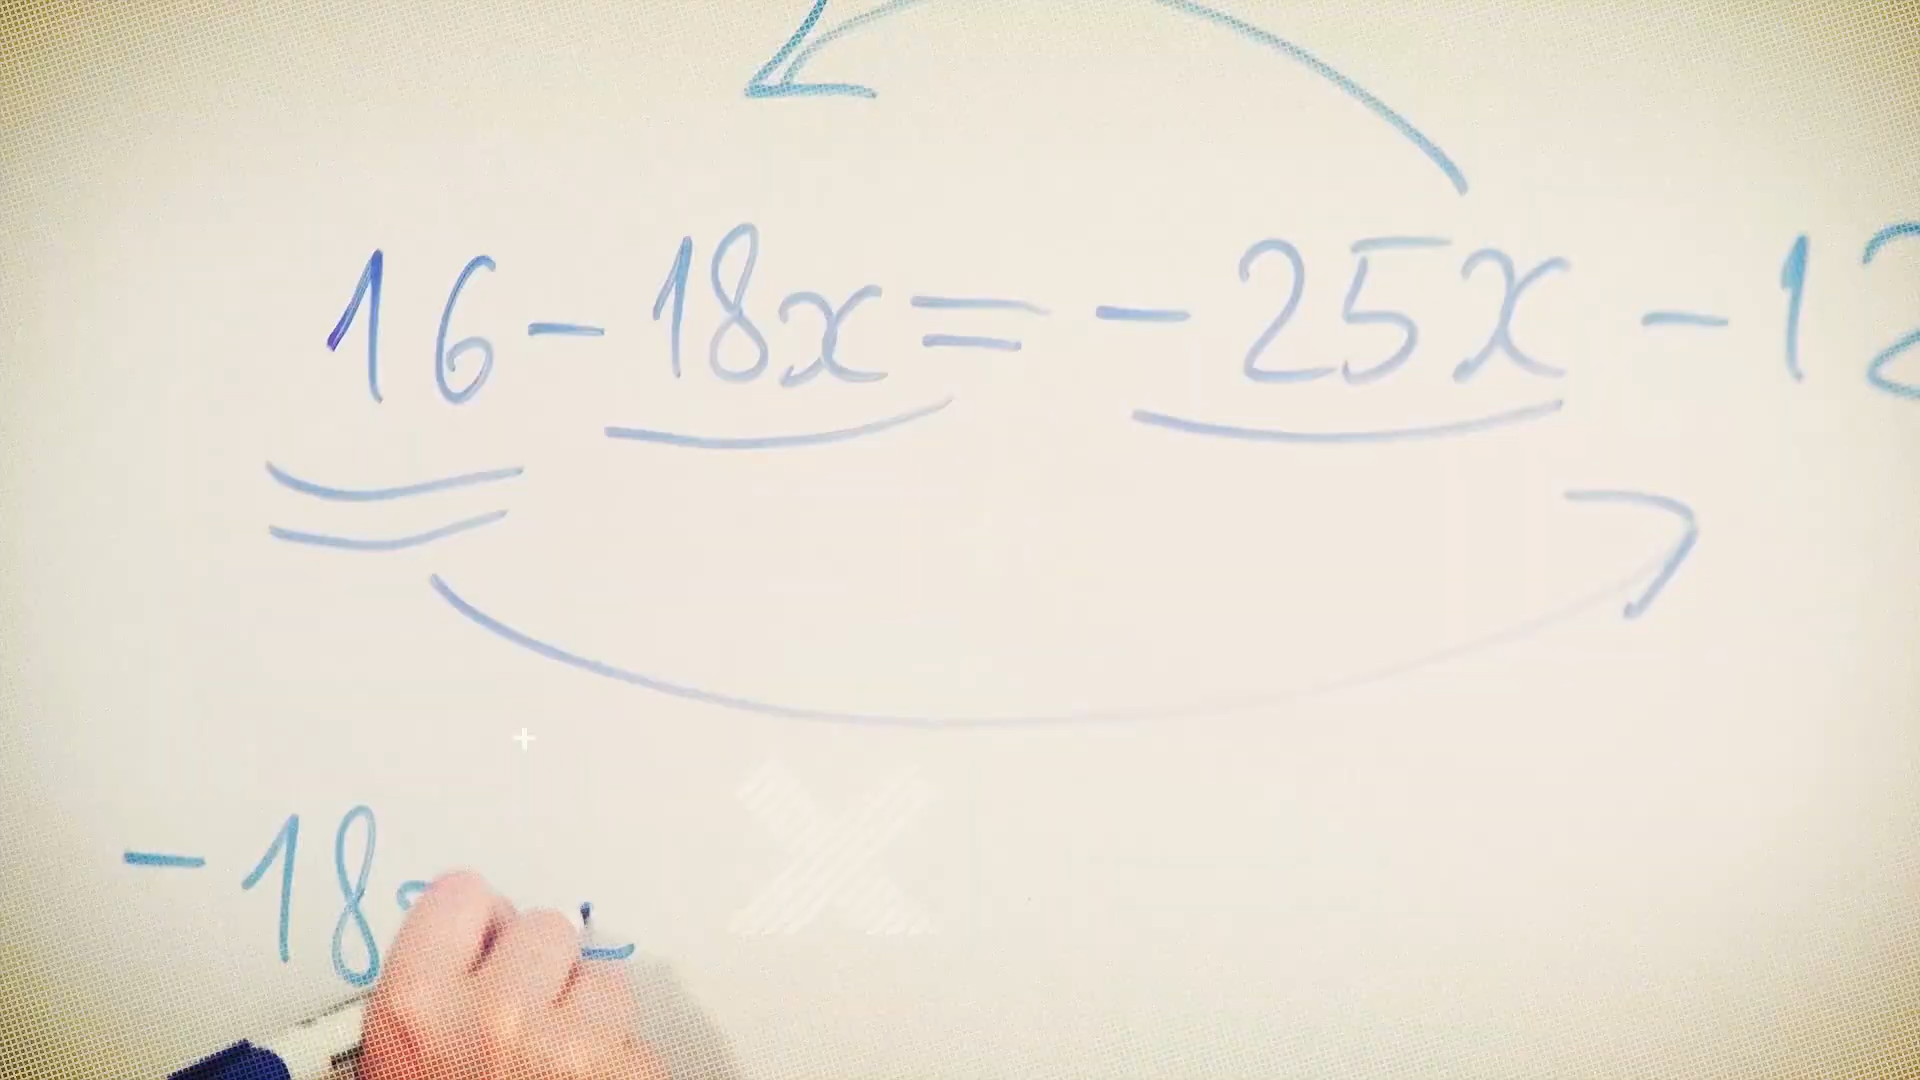 16 - 18x = - 25x - 12
- 18